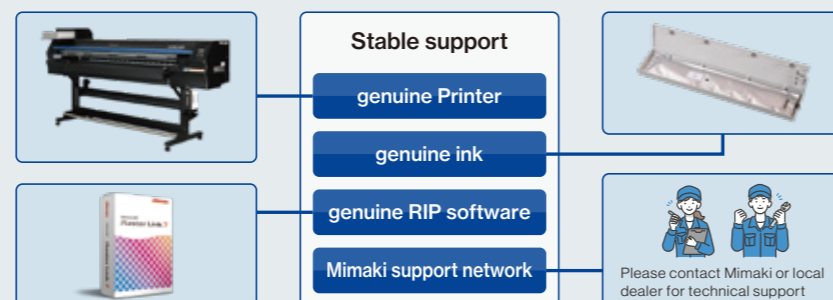 Stable support
genuine Printer
genuine ink
genuine RIP software
Mimaki support network
Please contact Mimaki or local
dealer for technical support